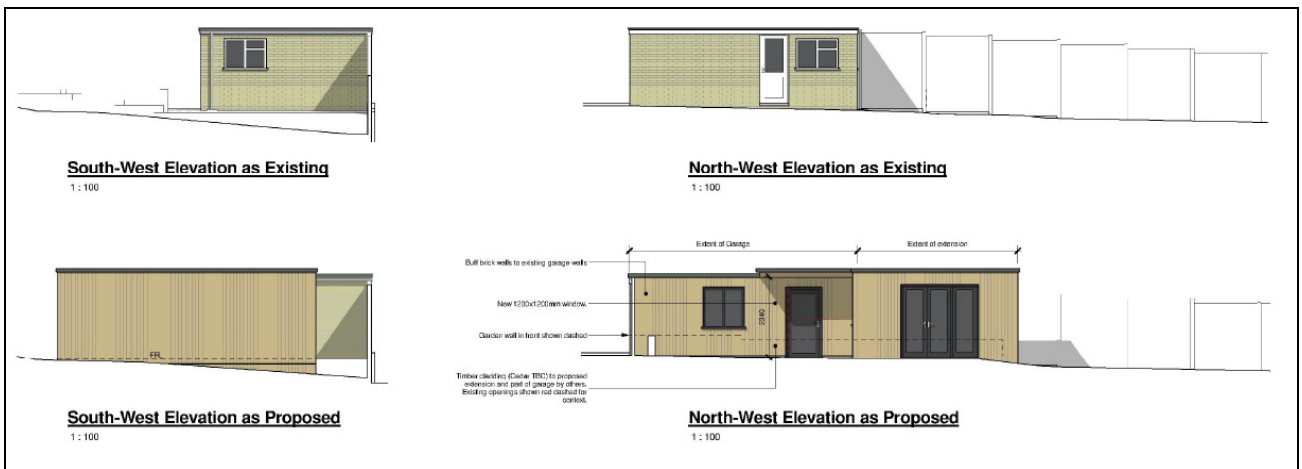 South-West Elevation as Existing
1 : 100
North-West Elevation as Existing
1 : 100
Extent of Garage
Extent of extension
Buff brick walls to existing garage walls
New 1200x1200mm window.
2340
Garden wall in front shown dashed
Timber cladding (Cedar TBC) to proposed
extension and part of garage by others.
Existing openings shown red dashed for
context.
South-West Elevation as Proposed
1 : 100
North-West Elevation as Proposed
1 : 100